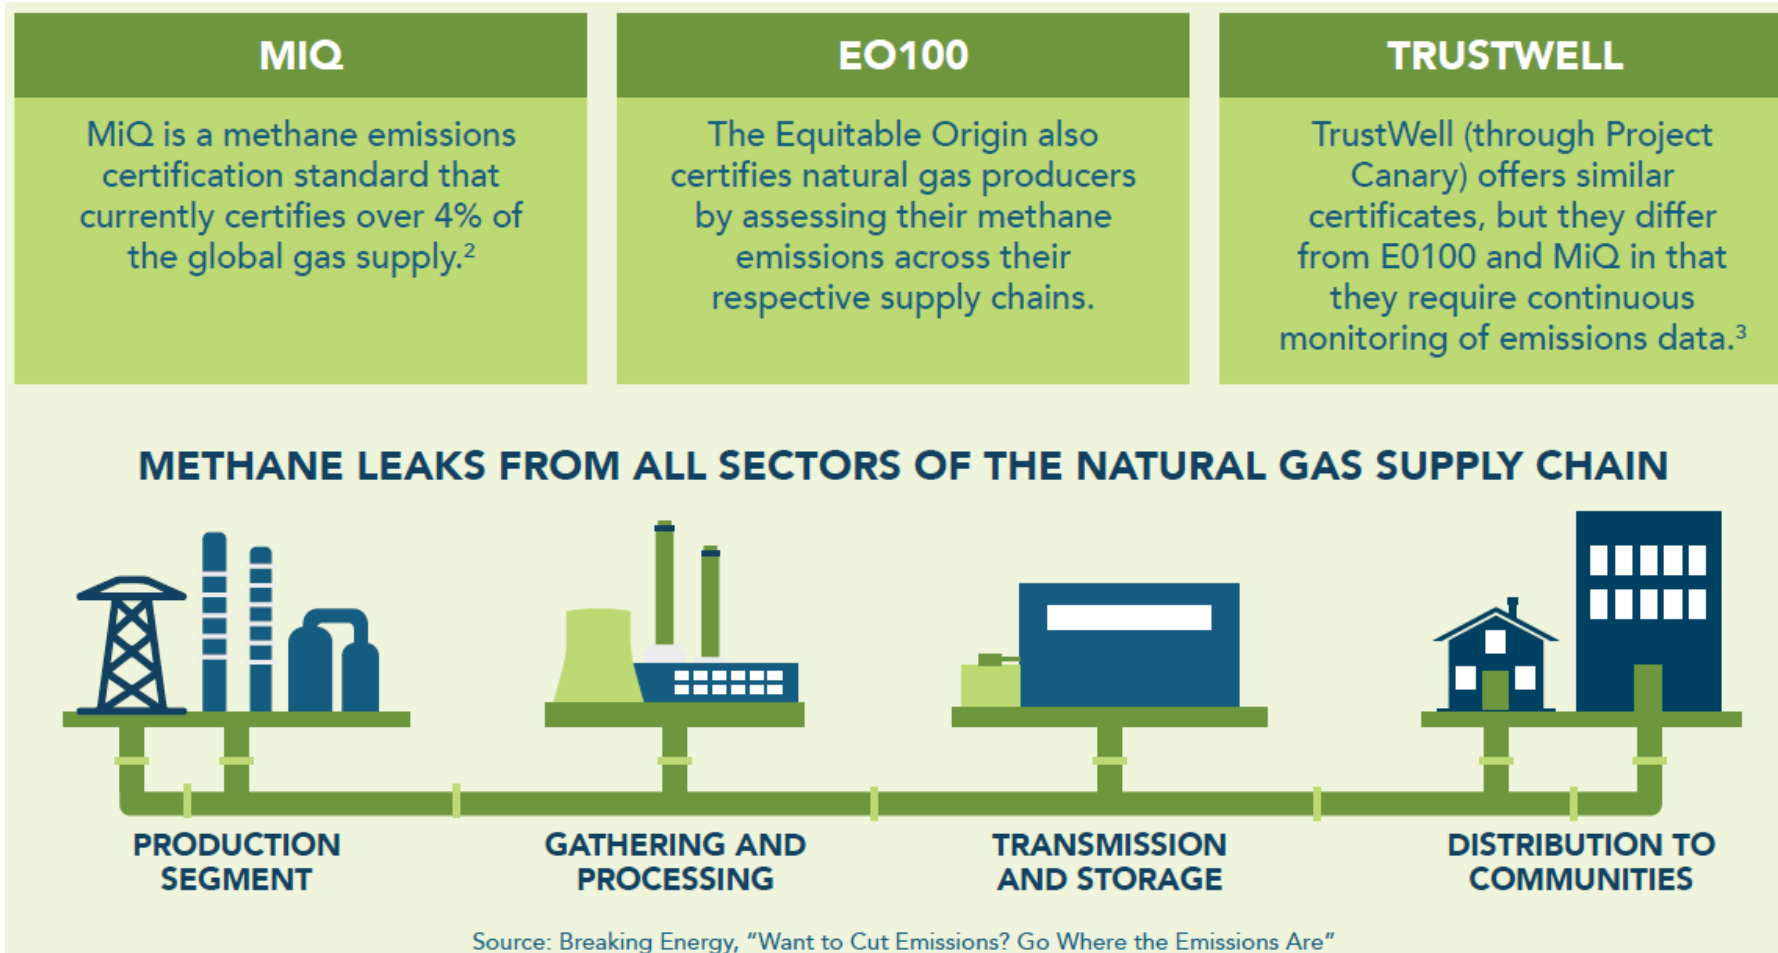 MIQ
MiQ is a methane emissions
certification standard that
currently certifies over 4% of
the global gas supply.²
EO100
The Equitable Origin also
certifies natural gas producers
by assessing their methane
emissions across their
respective supply chains.
TRUSTWELL
TrustWell (through Project
Canary) offers similar
certificates, but they differ
from E0100 and MiQ in that
they require continuous
monitoring of emissions data.³
METHANE LEAKS FROM ALL SECTORS OF THE NATURAL GAS SUPPLY CHAIN
PRODUCTION
SEGMENT
GATHERING AND
PROCESSING
TRANSMISSION
AND STORAGE
DISTRIBUTION TO
COMMUNITIES
Source: Breaking Energy, “Want to Cut Emissions? Go Where the Emissions Are”